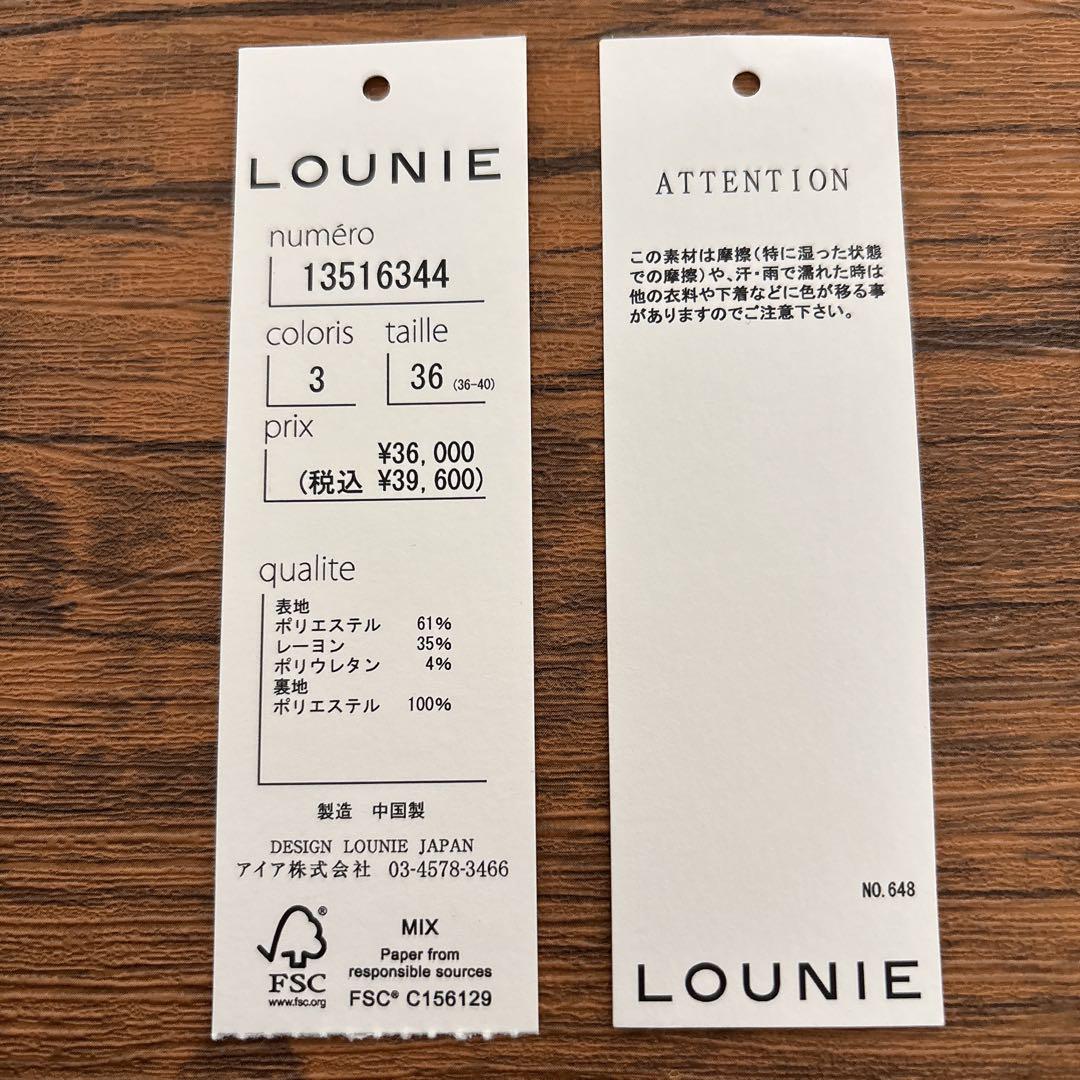 LOUNIE
numéro
13516344
coloris taille
3 36 (36-40)
prix
¥36,000
(税込 ¥39,600)
qualite
表地
ポリエステル 61%
レーヨン 35%
ポリウレタン 4%
裏地
ポリエステル 100%
製造 中国製
DESIGN LOUNIE JAPAN
アイア株式会社 03-4578-3466
FSC®
www.fsc.org
MIX
Paper from
responsible sources
FSC® C156129
ATTENTION
この素材は摩擦(特に湿った状態
での摩擦)や、汗・雨で濡れた時は
他の衣料や下着などに色が移る事
がありますのでご注意下さい。
NO.648
LOUNIE